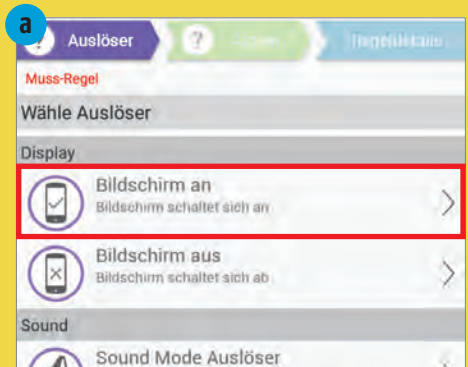 a
? Auslöser
?
Regeldetails
Muss-Regel
Wähle Auslöser
Display
Bildschirm an
Bildschirm schaltet sich an
Bildschirm aus
Bildschirm schaltet sich ab
Sound
Sound Mode Auslöser